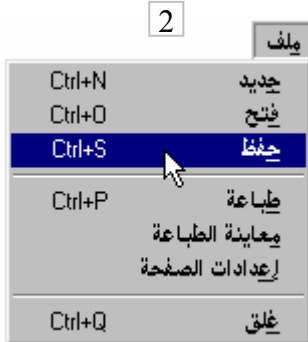 2
ملف
جديد Ctrl+N
فتح Ctrl+O
حفظ Ctrl+S
طباعة Ctrl+P
معاينة الطباعة
إعدادات الصفحة
غلق Ctrl+Q